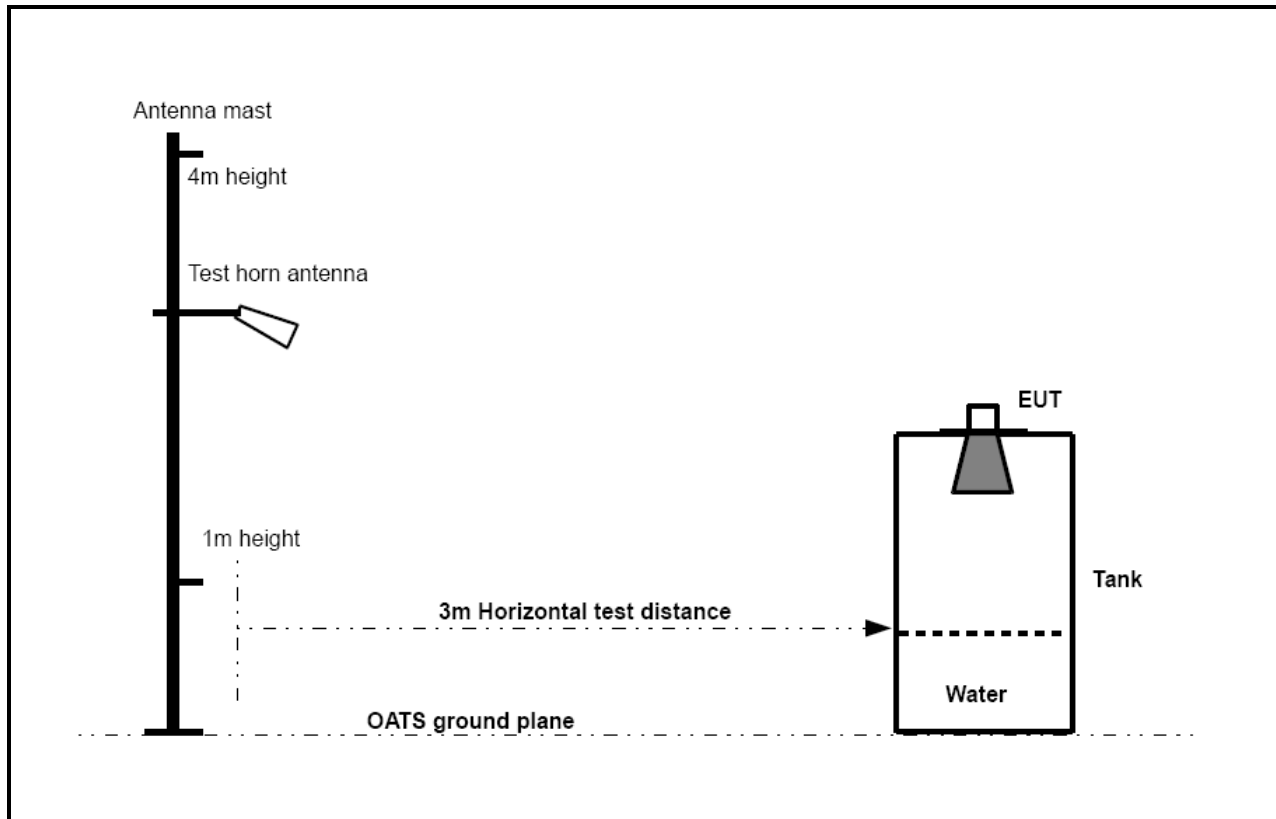 Antenna mast
4m height
Test horn antenna
EUT
1m height
Tank
3m Horizontal test distance
Water
OATS ground plane